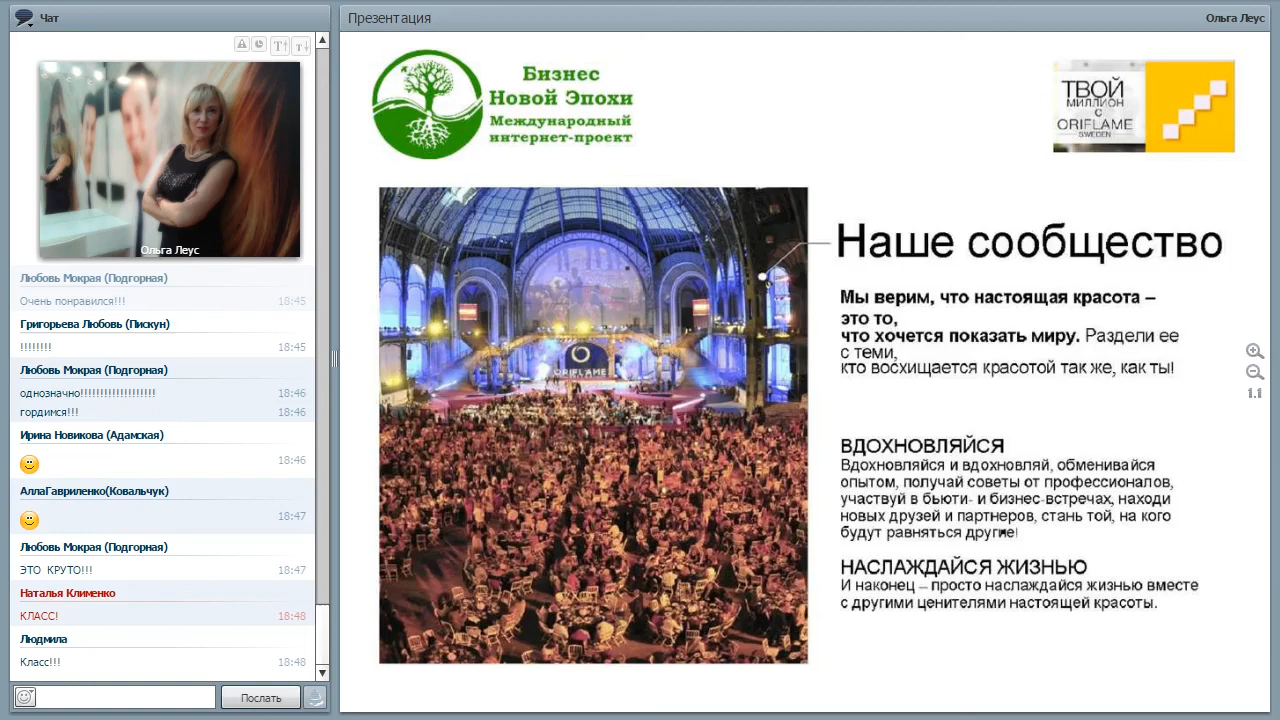 Чат
Ольга Леус
Любовь Мокрая (Подгорная)
Очень понравился!!! 18:45
Григорьева Любовь (Пискун)
!!!!!!!! 18:45
Любовь Мокрая (Подгорная)
однозначно!!!!!!!!!!!!!!!!!!! 18:46
гордимся!!! 18:46
Ирина Новикова (Адамская)
18:46
АллаГавриленко(Ковальчук)
18:47
Любовь Мокрая (Подгорная)
ЭТО КРУТО!!! 18:47
Наталья Клименко
КЛАСС! 18:48
Людмила
Класс!!! 18:48
Послать
Презентация
Ольга Леус
Бизнес
Новой Эпохи
Международный
интернет-проект
ТВОЙ
МИЛЛИОН
С
ORIFLAME
SWEDEN
ORIFLAME
Наше сообщество
Мы верим, что настоящая красота –
это то,
что хочется показать миру. Раздели ее
с теми,
кто восхищается красотой так же, как ты!
ВДОХНОВЛЯЙСЯ
Вдохновляйся и вдохновляй, обменивайся
опытом, получай советы от профессионалов,
участвуй в бьюти- и бизнес-встречах, находи
новых друзей и партнеров, стань той, на кого
будут равняться другие!
НАСЛАЖДАЙСЯ ЖИЗНЬЮ
И наконец – просто наслаждайся жизнью вместе
с другими ценителями настоящей красоты.
1.1